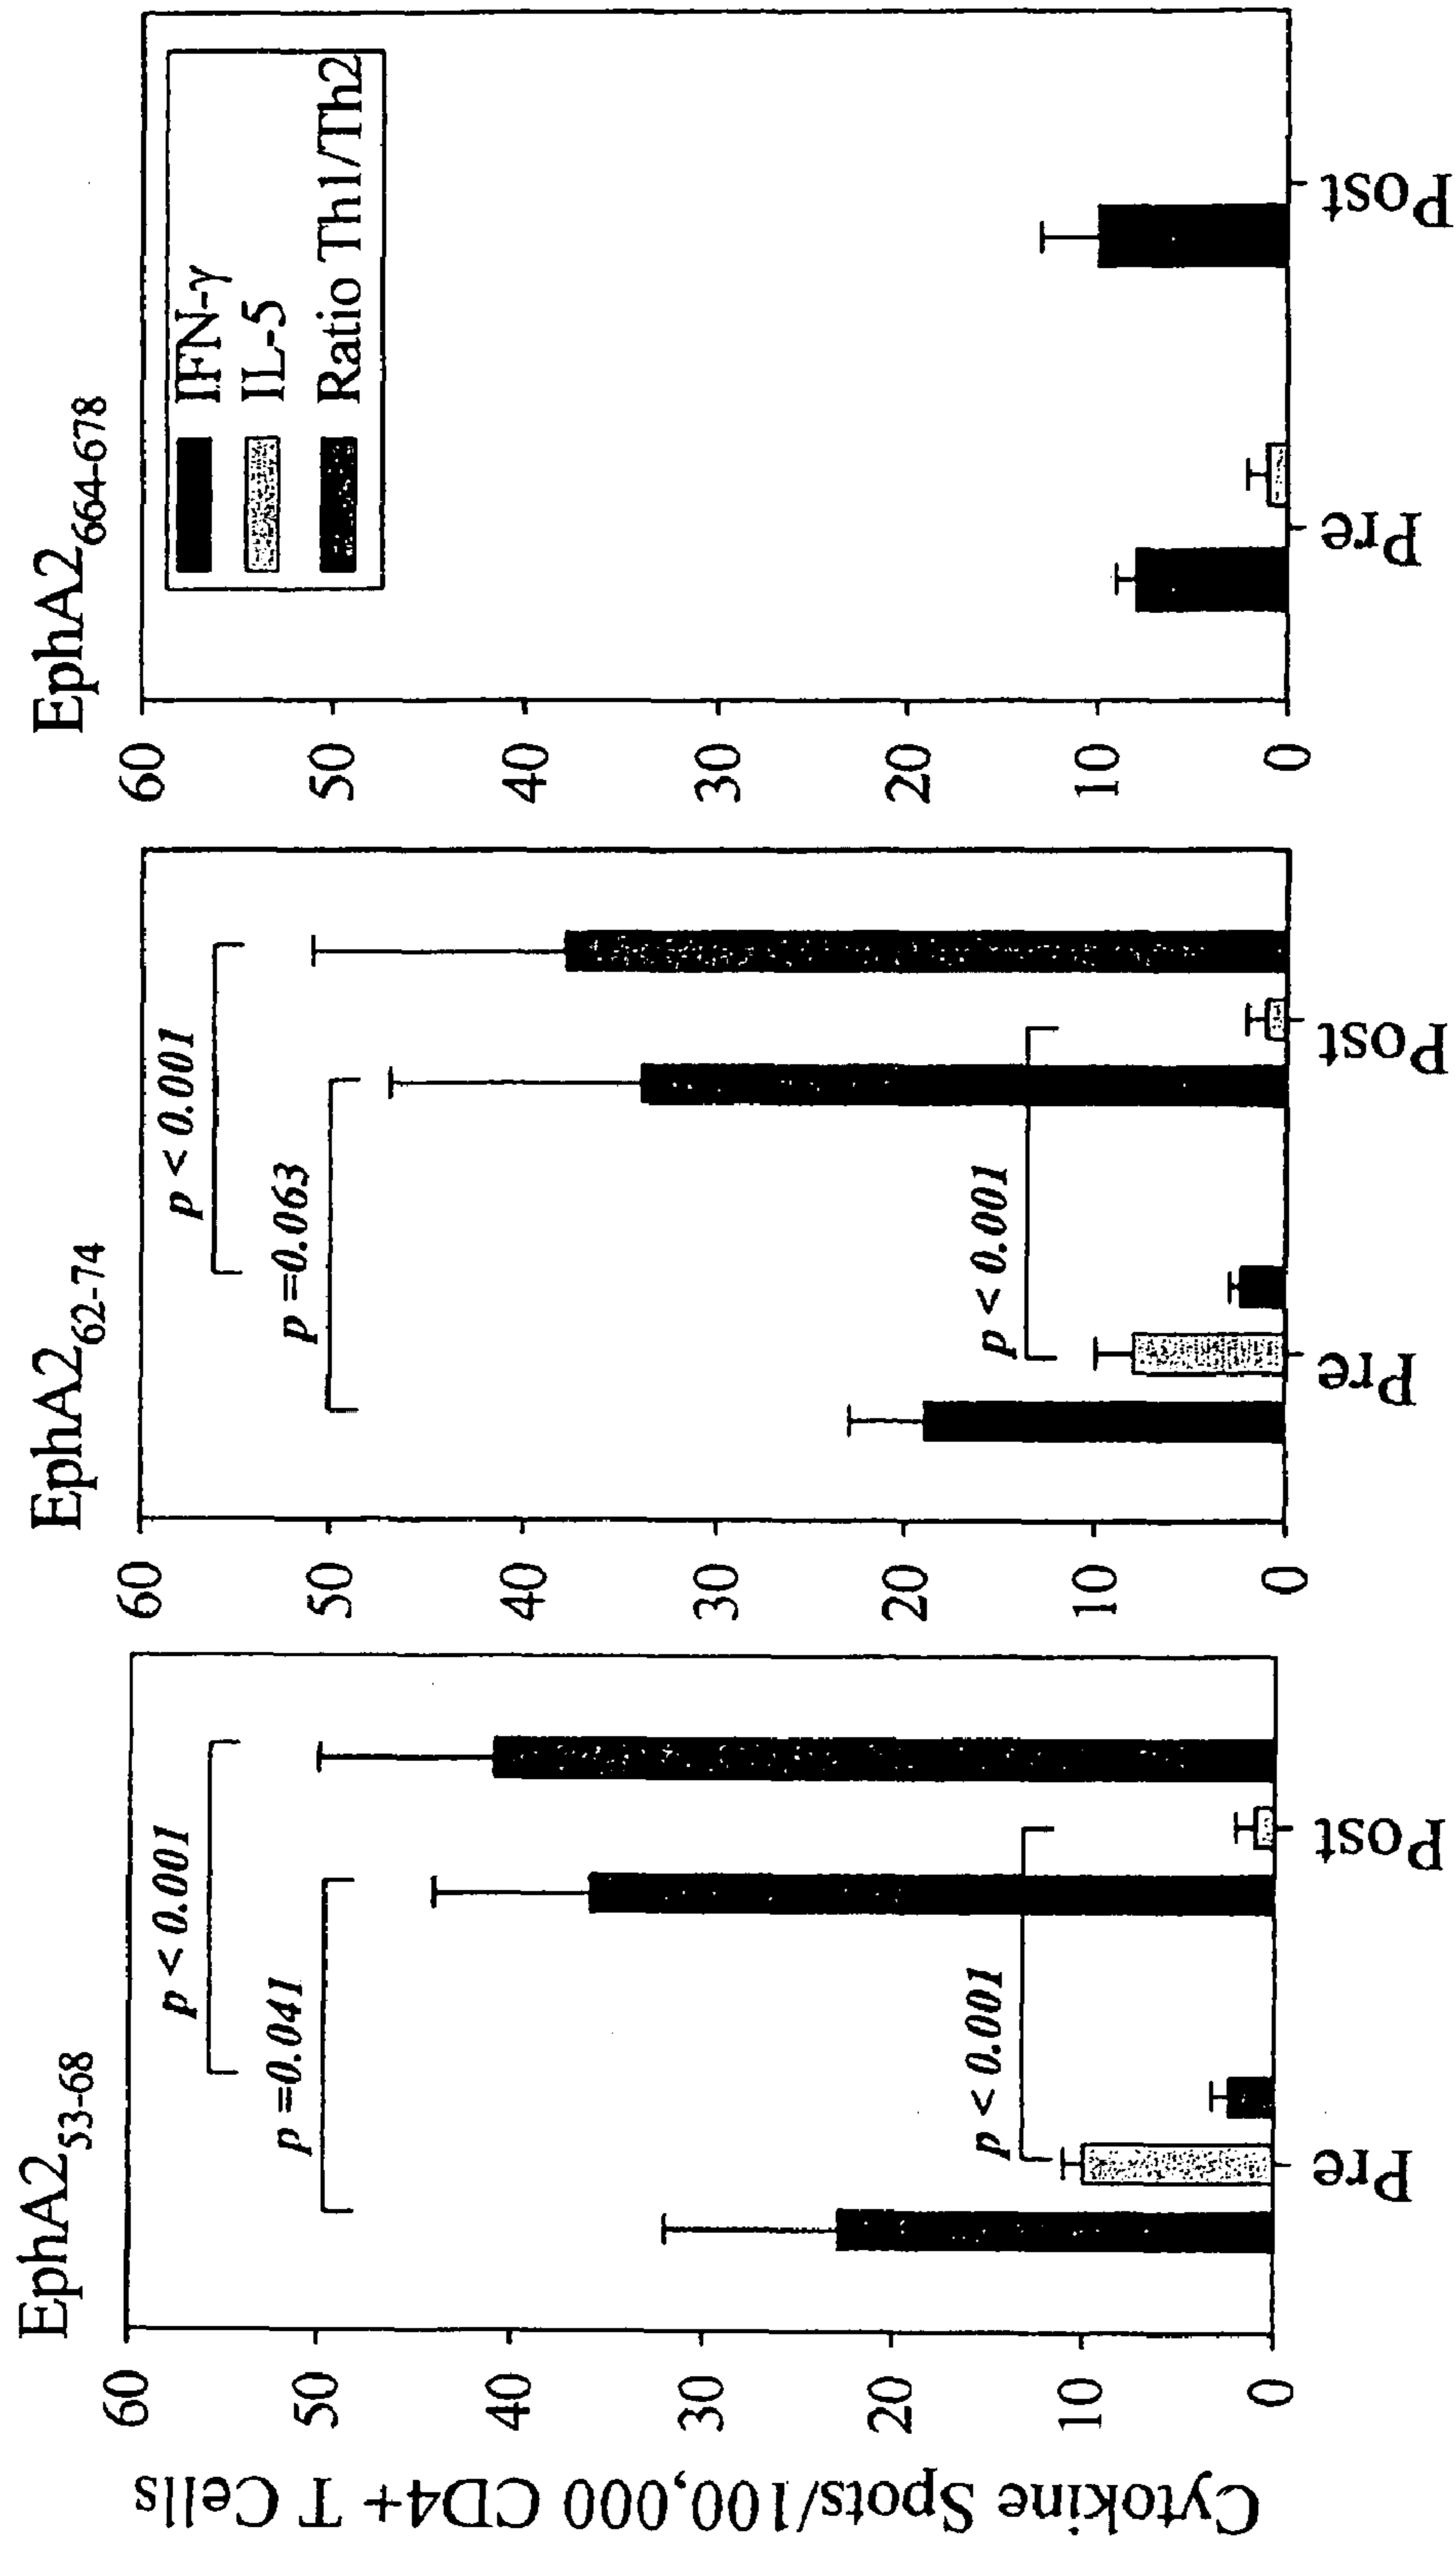 EphA2₅₃₋₆₈
Cytokine Spots/100,000 CD4+ T Cells
60
50
40
30
20
10
0
p < 0.001
p =0.041
p < 0.001
Pre
Post
EphA2₆₂₋₇₄
60
50
40
30
20
10
0
p < 0.001
p =0.063
p < 0.001
Pre
Post
EphA2₆₆₄₋₆₇₈
60
50
40
30
20
10
0
IFN-γ
IL-5
Ratio Th1/Th2
Pre
Post